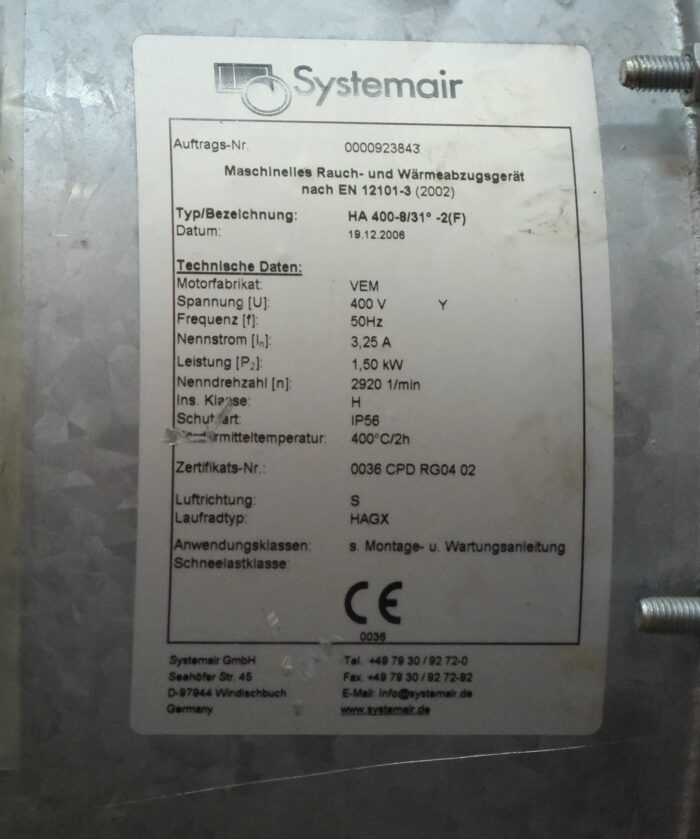 Systemair
Auftrags-Nr. 0000923843
Maschinelles Rauch- und Wärmeabzugsgerät
nach EN 12101-3 (2002)
Typ/Bezeichnung: HA 400-8/31° -2(F)
Datum: 19.12.2006
Technische Daten:
Motorfabrikat: VEM
Spannung [U]: 400 V Y
Frequenz [f]: 50Hz
Nennstrom [In]: 3,25 A
Leistung [P2]: 1,50 kW
Nenndrehzahl [n]: 2920 1/min
Ins. Klasse: H
Schutzart: IP56
400°C/2h
Zertifikats-Nr.: 0036 CPD RG04 02
Luftrichtung: S
Laufradtyp: HAGX
Anwendungsklassen: s. Montage- u. Wartungsanleitung
Schneelastklasse:
CE
0036
Systemair GmbH Tel. +49 79 30/92 72-0
Seehöfer Str. 45 Fax. +49 79 30/92 72-92
D-97944 Windischbuch E-Mail: info@systemair.de
Germany www.systemair.de